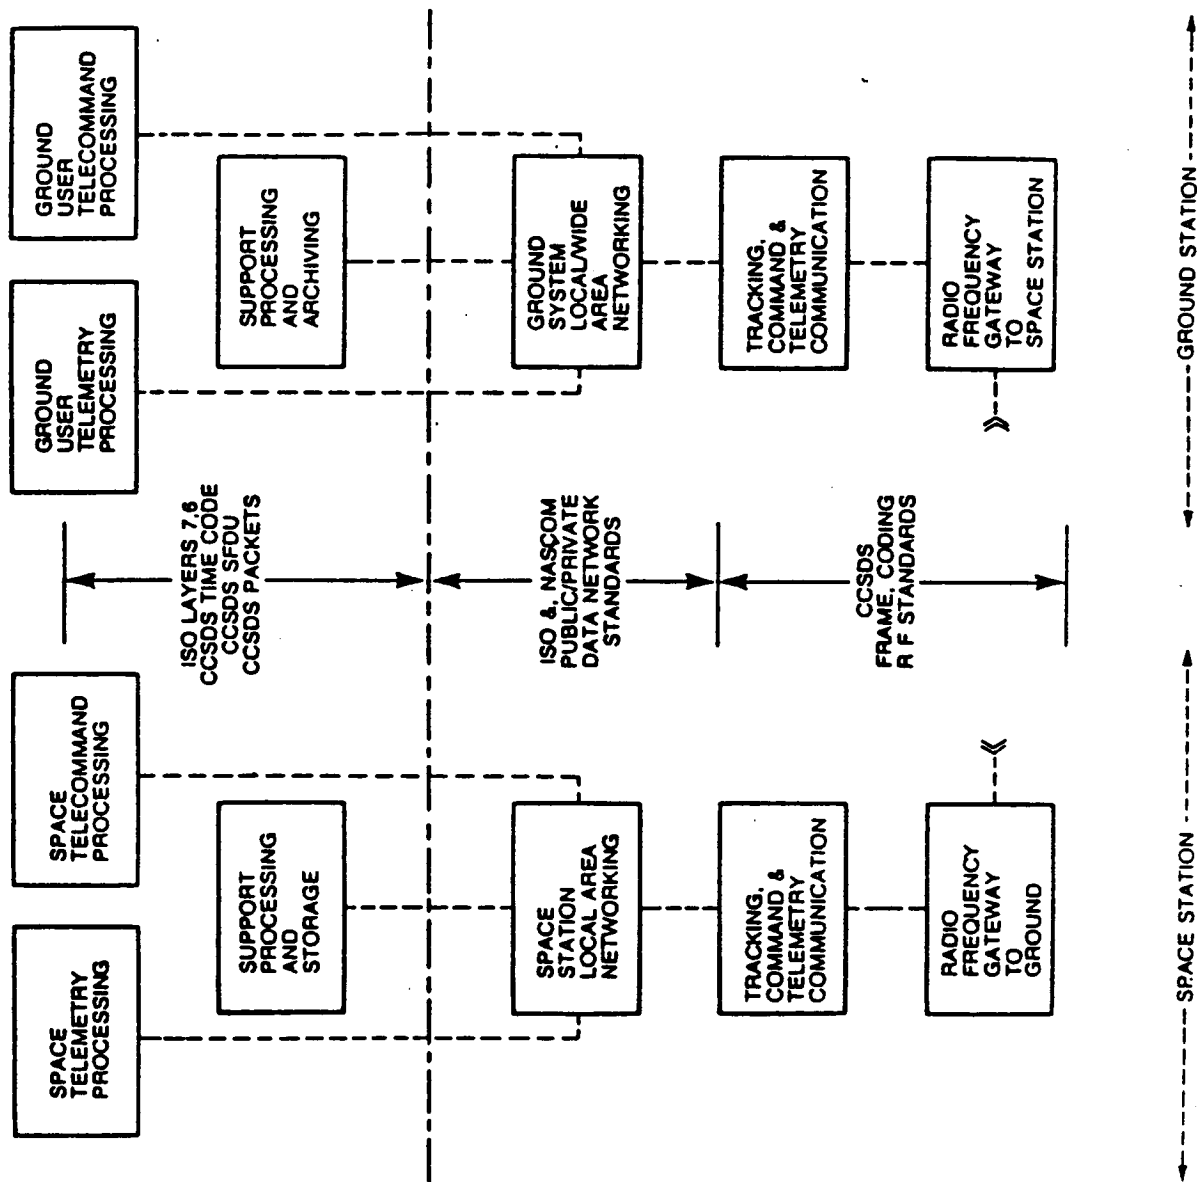 SPACE
TELEMETRY
PROCESSING
SPACE
TELECOMMAND
PROCESSING
GROUND
USER
TELEMETRY
PROCESSING
GROUND
USER
TELECOMMAND
PROCESSING
SUPPORT
PROCESSING
AND
STORAGE
ISO LAYERS 7,6
CCSDS TIME CODE
CCSDS SFDU
CCSDS PACKETS
SUPPORT
PROCESSING
AND
ARCHIVING
SPACE
STATION
LOCAL AREA
NETWORKING
ISO &, NASCOM
PUBLIC/PRIVATE
DATA NETWORK
STANDARDS
GROUND
SYSTEM
LOCAL/WIDE
AREA
NETWORKING
TRACKING,
COMMAND &
TELEMETRY
COMMUNICATION
TRACKING,
COMMAND &
TELEMETRY
COMMUNICATION
CCSDS
FRAME, CODING
R F STANDARDS
RADIO
FREQUENCY
GATEWAY
TO
GROUND
RADIO
FREQUENCY
GATEWAY
TO
SPACE STATION
SPACE STATION
GROUND STATION